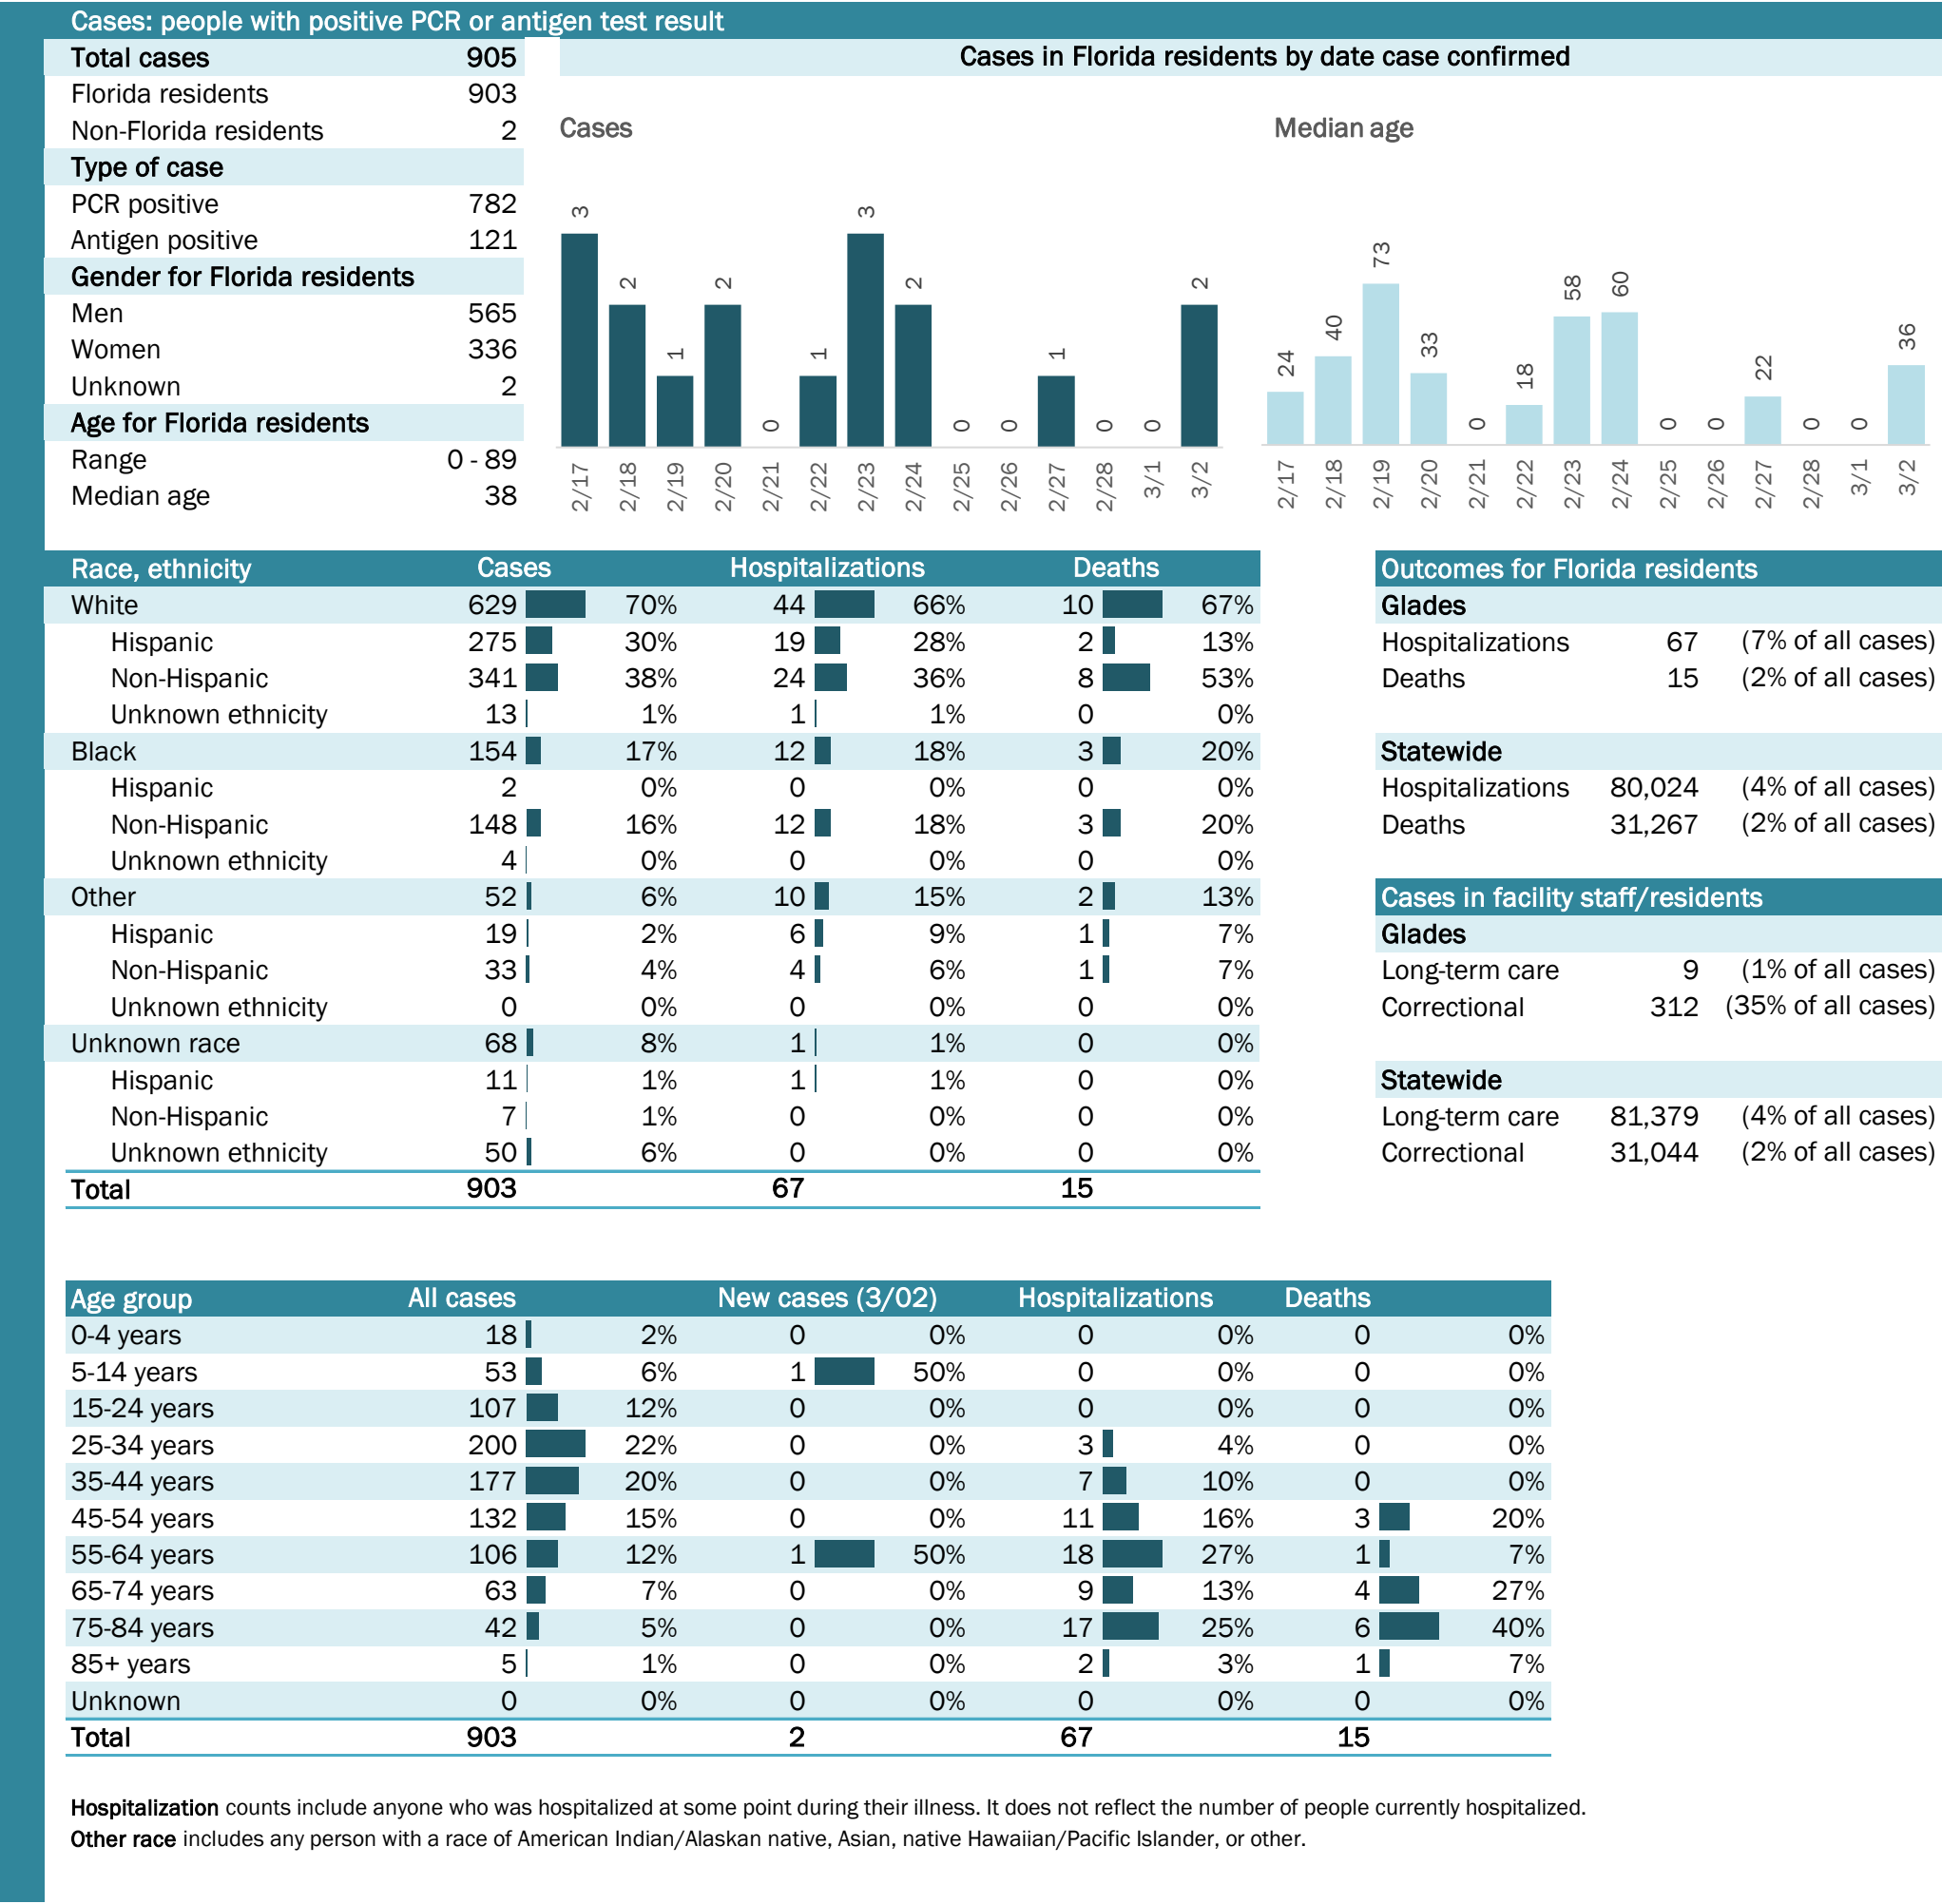 Cases: people with positive PCR or antigen test result
Total cases 905
Florida residents 903
Non-Florida residents 2
Type of case
PCR positive 782
Antigen positive 121
Gender for Florida residents
Men 565
Women 336
Unknown 2
Age for Florida residents
Range 0 - 89
Median age 38
Cases in Florida residents by date case confirmed
Cases
3 2 1 2 0 1 3 2 0 0 1 0 0 2
2/17 2/18 2/19 2/20 2/21 2/22 2/23 2/24 2/25 2/26 2/27 2/28 3/1 3/2
Median age
24 40 73 33 0 18 58 60 0 0 22 0 0 36
2/17 2/18 2/19 2/20 2/21 2/22 2/23 2/24 2/25 2/26 2/27 2/28 3/1 3/2
Race, ethnicity Cases Hospitalizations Deaths
White 629 70% 44 66% 10 67%
Hispanic 275 30% 19 28% 2 13%
Non-Hispanic 341 38% 24 36% 8 53%
Unknown ethnicity 13 1% 1 1% 0 0%
Black 154 17% 12 18% 3 20%
Hispanic 2 0% 0 0% 0 0%
Non-Hispanic 148 16% 12 18% 3 20%
Unknown ethnicity 4 0% 0 0% 0 0%
Other 52 6% 10 15% 2 13%
Hispanic 19 2% 6 9% 1 7%
Non-Hispanic 33 4% 4 6% 1 7%
Unknown ethnicity 0 0% 0 0% 0 0%
Unknown race 68 8% 1 1% 0 0%
Hispanic 11 1% 1 1% 0 0%
Non-Hispanic 7 1% 0 0% 0 0%
Unknown ethnicity 50 6% 0 0% 0 0%
Total 903 67 15
Outcomes for Florida residents
Glades
Hospitalizations 67 (7% of all cases)
Deaths 15 (2% of all cases)
Statewide
Hospitalizations 80,024 (4% of all cases)
Deaths 31,267 (2% of all cases)
Cases in facility staff/residents
Glades
Long-term care 9 (1% of all cases)
Correctional 312 (35% of all cases)
Statewide
Long-term care 81,379 (4% of all cases)
Correctional 31,044 (2% of all cases)
Age group All cases New cases (3/02) Hospitalizations Deaths
0-4 years 18 2% 0 0% 0 0% 0 0%
5-14 years 53 6% 1 50% 0 0% 0 0%
15-24 years 107 12% 0 0% 0 0% 0 0%
25-34 years 200 22% 0 0% 3 4% 0 0%
35-44 years 177 20% 0 0% 7 10% 0 0%
45-54 years 132 15% 0 0% 11 16% 3 20%
55-64 years 106 12% 1 50% 18 27% 1 7%
65-74 years 63 7% 0 0% 9 13% 4 27%
75-84 years 42 5% 0 0% 17 25% 6 40%
85+ years 5 1% 0 0% 2 3% 1 7%
Unknown 0 0% 0 0% 0 0% 0 0%
Total 903 2 67 15
Hospitalization counts include anyone who was hospitalized at some point during their illness. It does not reflect the number of people currently hospitalized.
Other race includes any person with a race of American Indian/Alaskan native, Asian, native Hawaiian/Pacific Islander, or other.